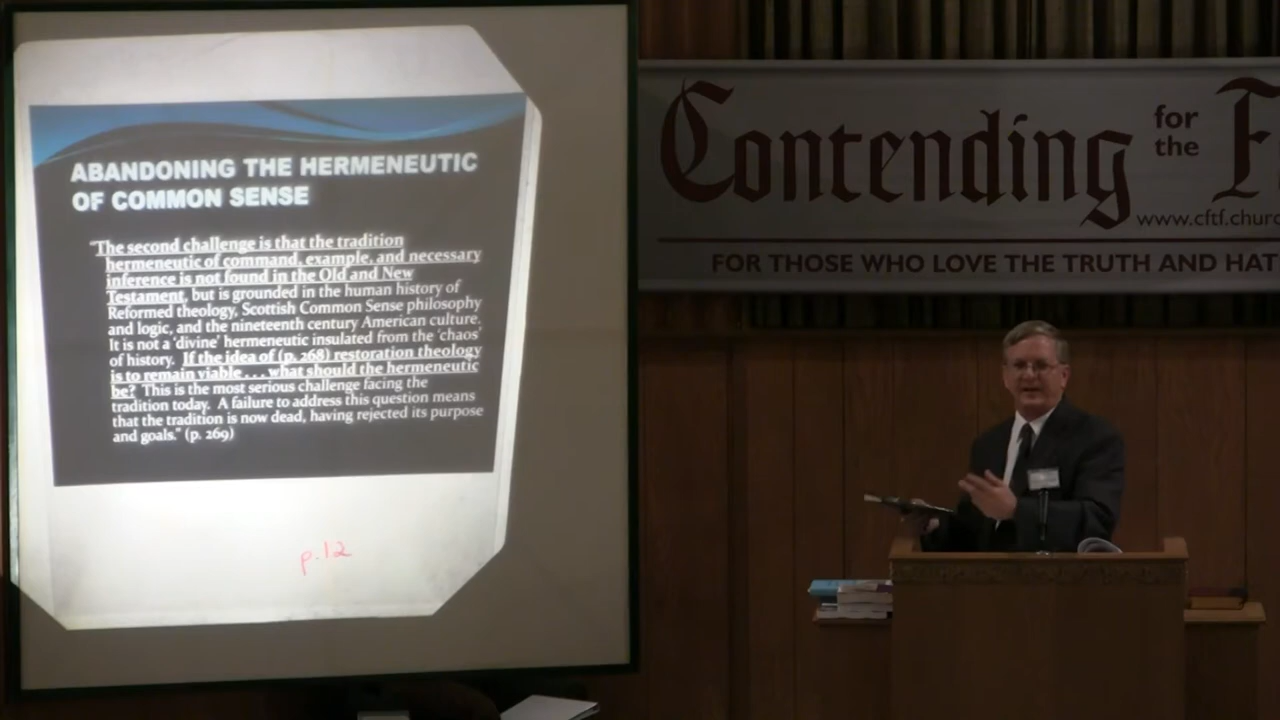 ABANDONING THE HERMENEUTIC
OF COMMON SENSE
"The second challenge is that the tradition
hermeneutic of command, example, and necessary
inference is not found in the Old and New
Testament, but is grounded in the human history of
Reformed theology, Scottish Common Sense philosophy
and logic, and the nineteenth century American culture.
It is not a 'divine' hermeneutic insulated from the 'chaos'
of history. If the idea of (p. 268) restoration theology
is to remain viable . . . what should the hermeneutic
be? This is the most serious challenge facing the
tradition today. A failure to address this question means
that the tradition is now dead, having rejected its purpose
and goals." (p. 269)
p.12
Contending for the F
www.cftf.churc
FOR THOSE WHO LOVE THE TRUTH AND HAT